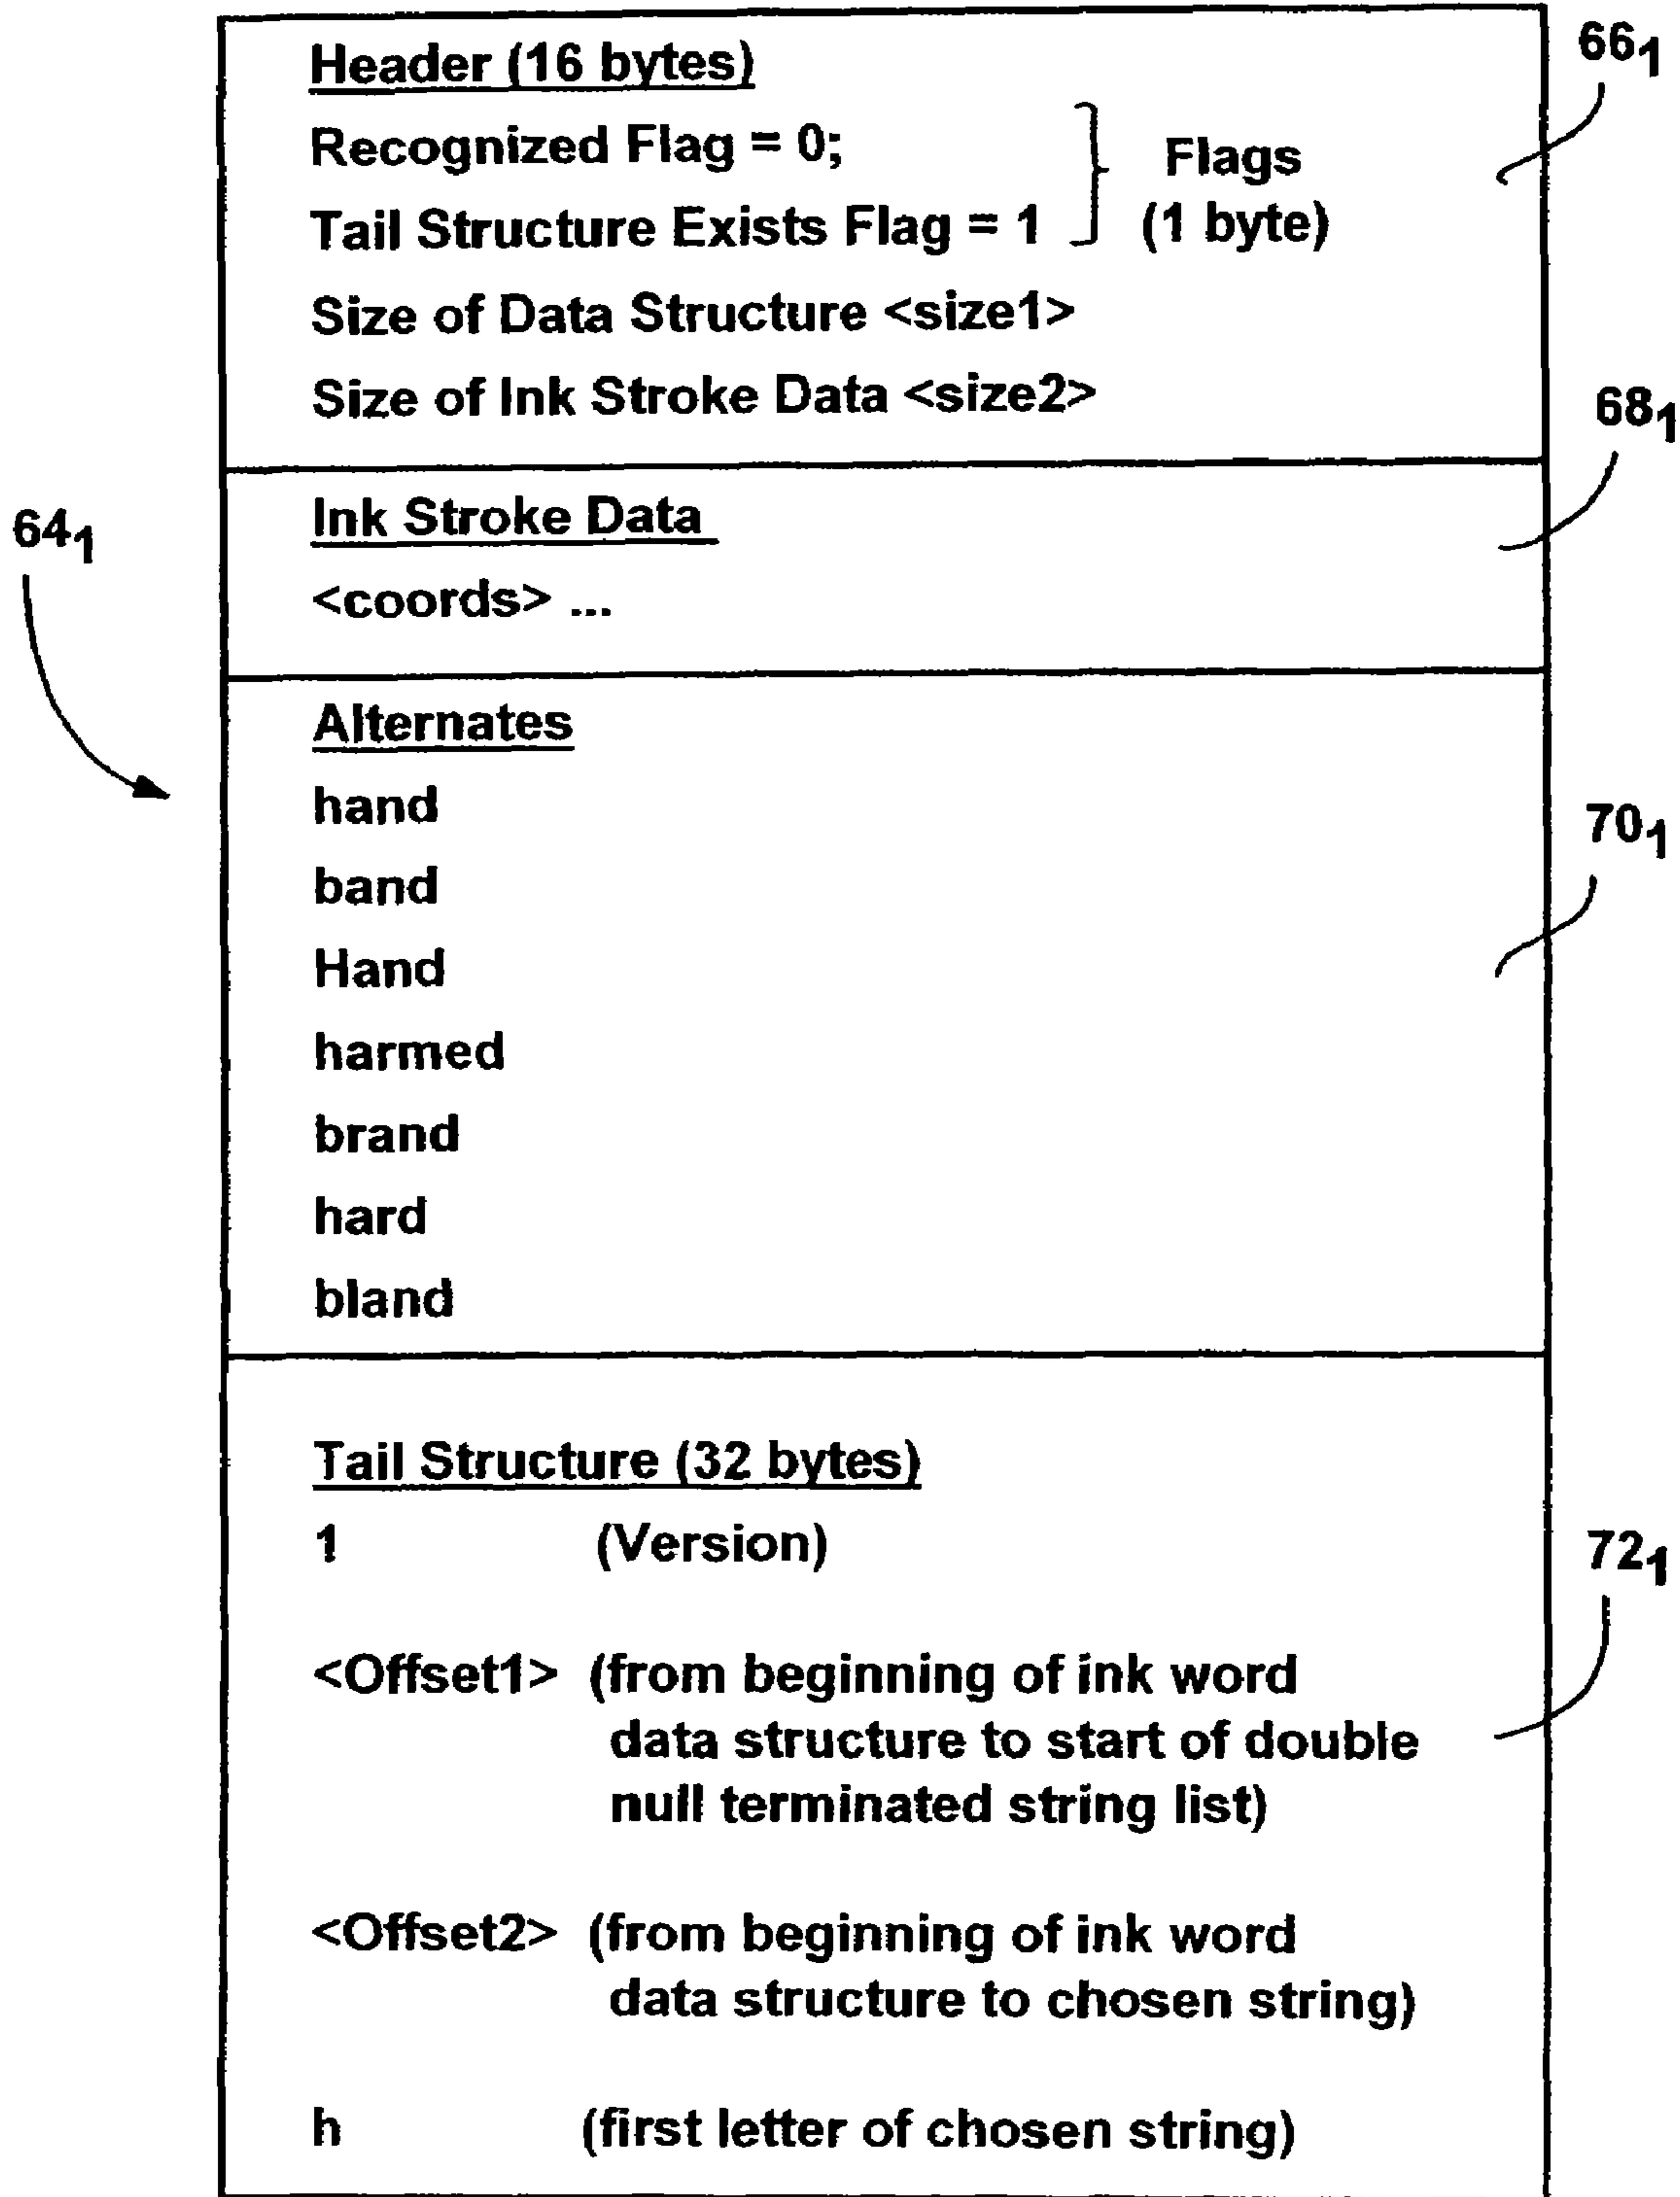 66₁
Header (16 bytes)
Recognized Flag = 0;
Tail Structure Exists Flag = 1
Flags
(1 byte)
Size of Data Structure <size1>
Size of Ink Stroke Data <size2>
68₁
64₁
Ink Stroke Data
<coords> ...
Alternates
hand
band
Hand
harmed
brand
hard
bland
70₁
Tail Structure (32 bytes)
1 (Version)
72₁
<Offset1> (from beginning of ink word
data structure to start of double
null terminated string list)
<Offset2> (from beginning of ink word
data structure to chosen string)
h (first letter of chosen string)